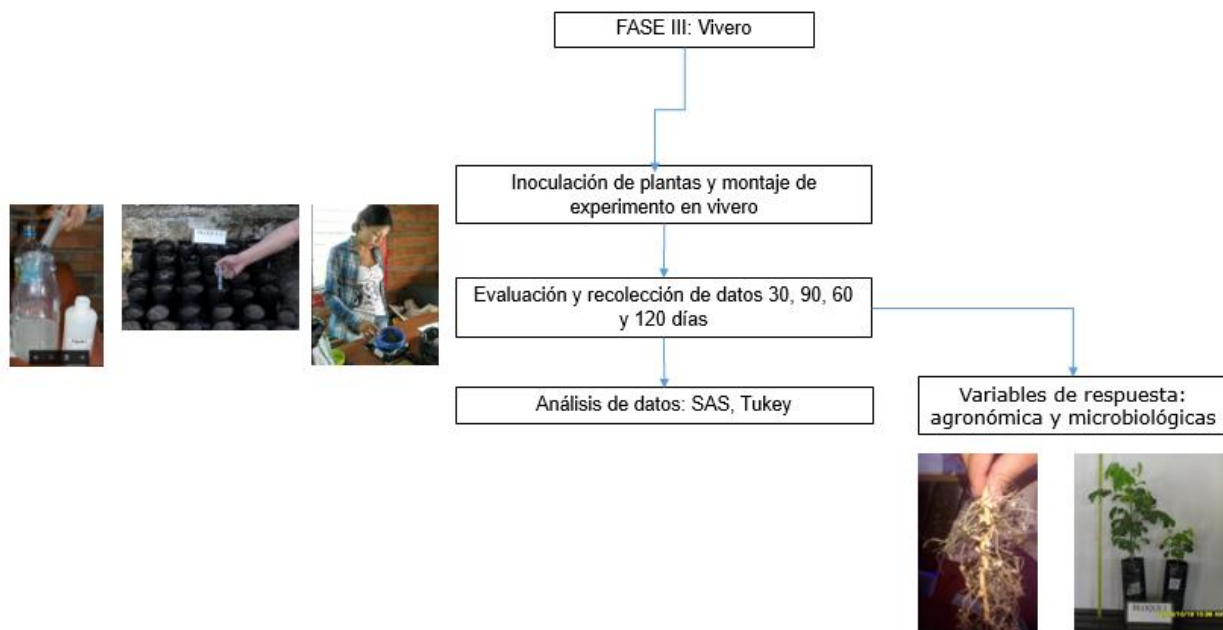 FASE III: Vivero
Inoculación de plantas y montaje de
experimento en vivero
Evaluación y recolección de datos 30, 90, 60
y 120 días
Análisis de datos: SAS, Tukey
Variables de respuesta:
agronómica y microbiológicas
BLOQUE